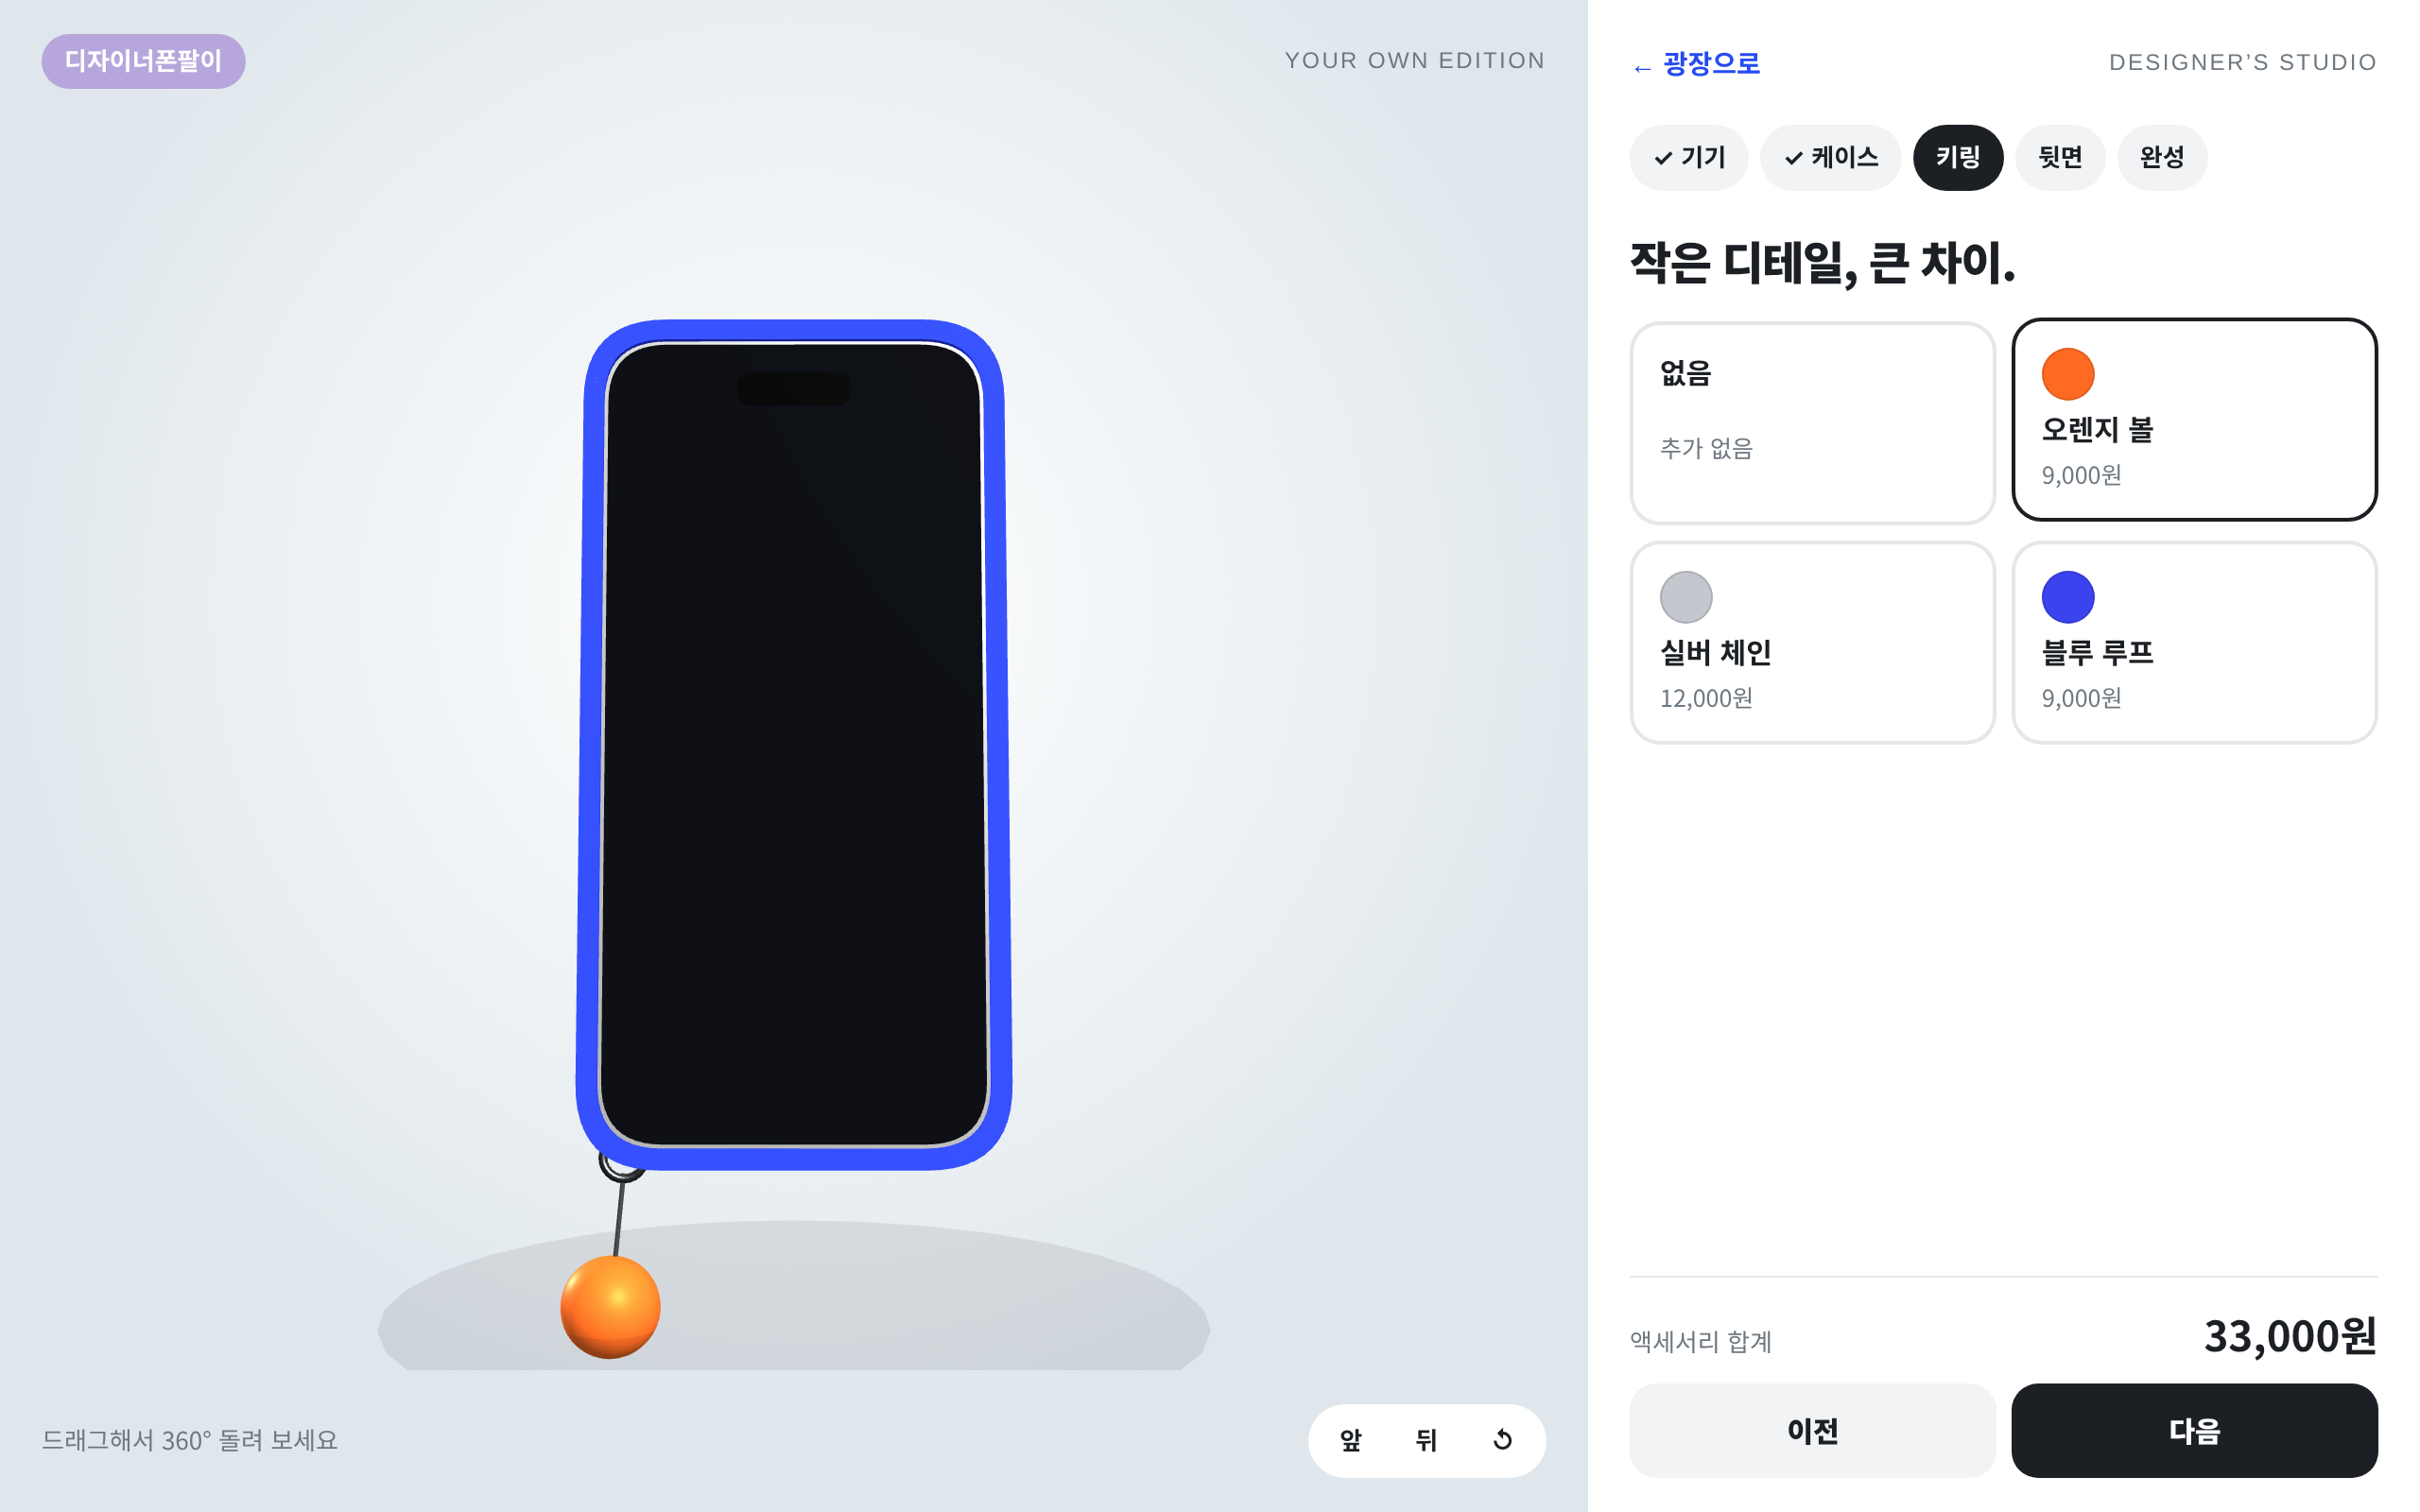 디자이너폰팔이
YOUR OWN EDITION
← 광장으로
DESIGNER’S STUDIO
✓ 기기
✓ 케이스
키링
뒷면
완성
작은 디테일, 큰 차이.
없음
추가 없음
오렌지 볼
9,000원
실버 체인
12,000원
블루 루프
9,000원
액세서리 합계
33,000원
이전
다음
드래그해서 360° 돌려 보세요
앞
뒤